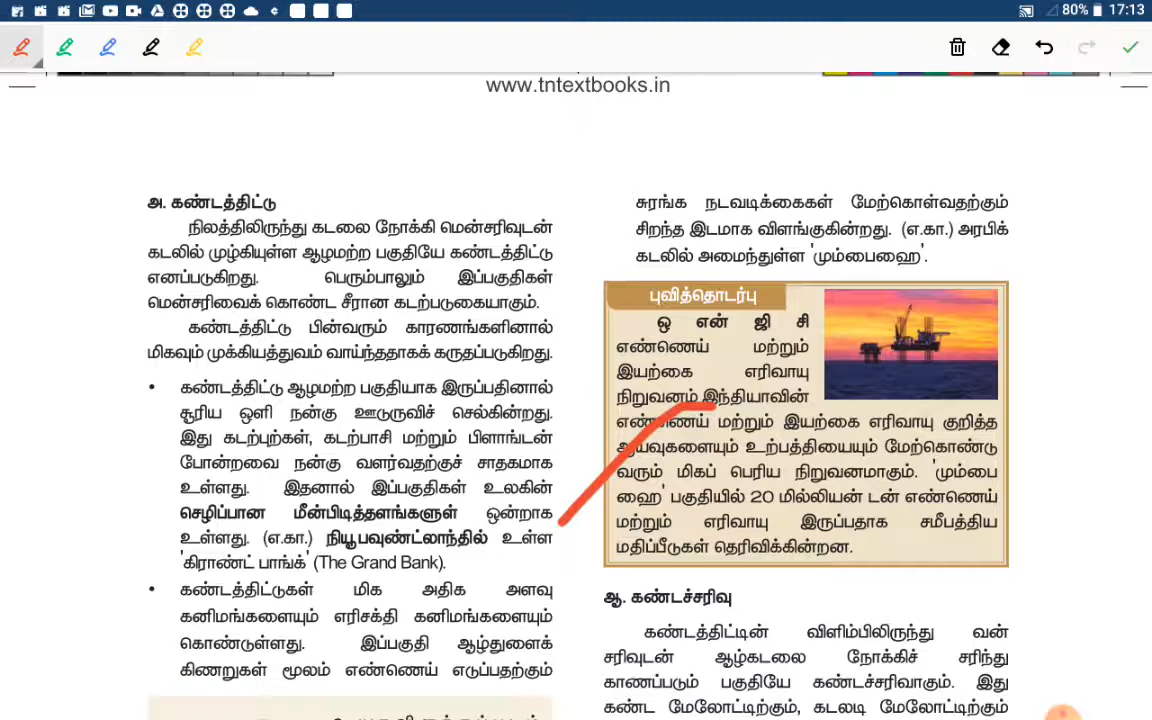 80% 17:13
www.tntextbooks.in
அ. கண்டத்திட்டு
நிலத்திலிருந்து கடலை நோக்கி மென்சரிவுடன்
கடலில் முழ்கியுள்ள ஆழமற்ற பகுதியே கண்டத்திட்டு
எனப்படுகிறது. பெரும்பாலும் இப்பகுதிகள்
மென்சரிவைக் கொண்ட சீரான கடற்படுகையாகும்.
கண்டத்திட்டு பின்வரும் காரணங்களினால்
மிகவும் முக்கியத்துவம் வாய்ந்ததாகக் கருதப்படுகிறது.
• கண்டத்திட்டு ஆழமற்ற பகுதியாக இருப்பதினால்
சூரிய ஒளி நன்கு ஊடுருவிச் செல்கின்றது.
இது கடற்புற்கள், கடற்பாசி மற்றும் பிளாங்டன்
போன்றவை நன்கு வளர்வதற்குச் சாதகமாக
உள்ளது. இதனால் இப்பகுதிகள் உலகின்
செழிப்பான மீன்பிடித்தளங்களுள் ஒன்றாக
உள்ளது. (எ.கா.) நியூபவுண்ட்லாந்தில் உள்ள
'கிராண்ட் பாங்க்' (The Grand Bank).
• கண்டத்திட்டுகள் மிக அதிக அளவு
கனிமங்களையும் எரிசக்தி கனிமங்களையும்
கொண்டுள்ளது. இப்பகுதி ஆழ்துளைக்
கிணறுகள் மூலம் எண்ணெய் எடுப்பதற்கும்
சுரங்க நடவடிக்கைகள் மேற்கொள்வதற்கும்
சிறந்த இடமாக விளங்குகின்றது. (எ.கா.) அரபிக்
கடலில் அமைந்துள்ள 'மும்பைஹை'.
புவித்தொடர்பு
ஒ என் ஜி சி
எண்ணெய் மற்றும்
இயற்கை எரிவாயு
நிறுவனம் இந்தியாவின்
எண்ணெய் மற்றும் இயற்கை எரிவாயு குறித்த
ஆய்வுகளையும் உற்பத்தியையும் மேற்கொண்டு
வரும் மிகப் பெரிய நிறுவனமாகும். 'மும்பை
ஹை' பகுதியில் 20 மில்லியன் டன் எண்ணெய்
மற்றும் எரிவாயு இருப்பதாக சமீபத்திய
மதிப்பீடுகள் தெரிவிக்கின்றன.
ஆ. கண்டச்சரிவு
கண்டத்திட்டின் விளிம்பிலிருந்து வன்
சரிவுடன் ஆழ்கடலை நோக்கிச் சரிந்து
காணப்படும் பகுதியே கண்டச்சரிவாகும். இது
கண்ட மேலோட்டிற்கும், கடலடி மேலோட்டிற்கும்